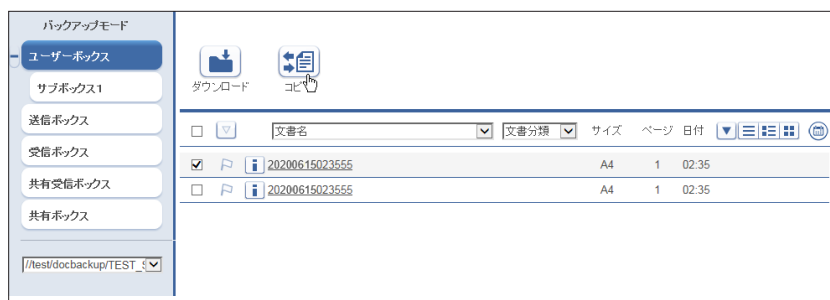 バックアップモード
ユーザーボックス
サブボックス1
送信ボックス
受信ボックス
共有受信ボックス
共有ボックス
//test/docbackup/TEST_
ダウンロード
コピー
文書名 文書分類 サイズ ページ 日付
20200615023555 A4 1 02:35
20200615023555 A4 1 02:35